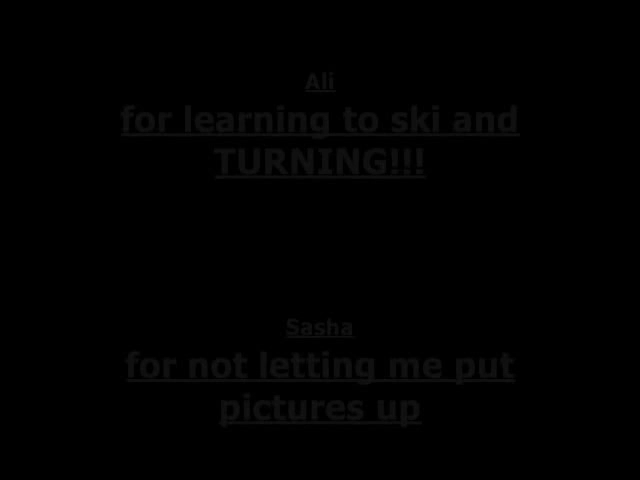 Ali
for learning to ski and
TURNING!!!
Sasha
for not letting me put
pictures up